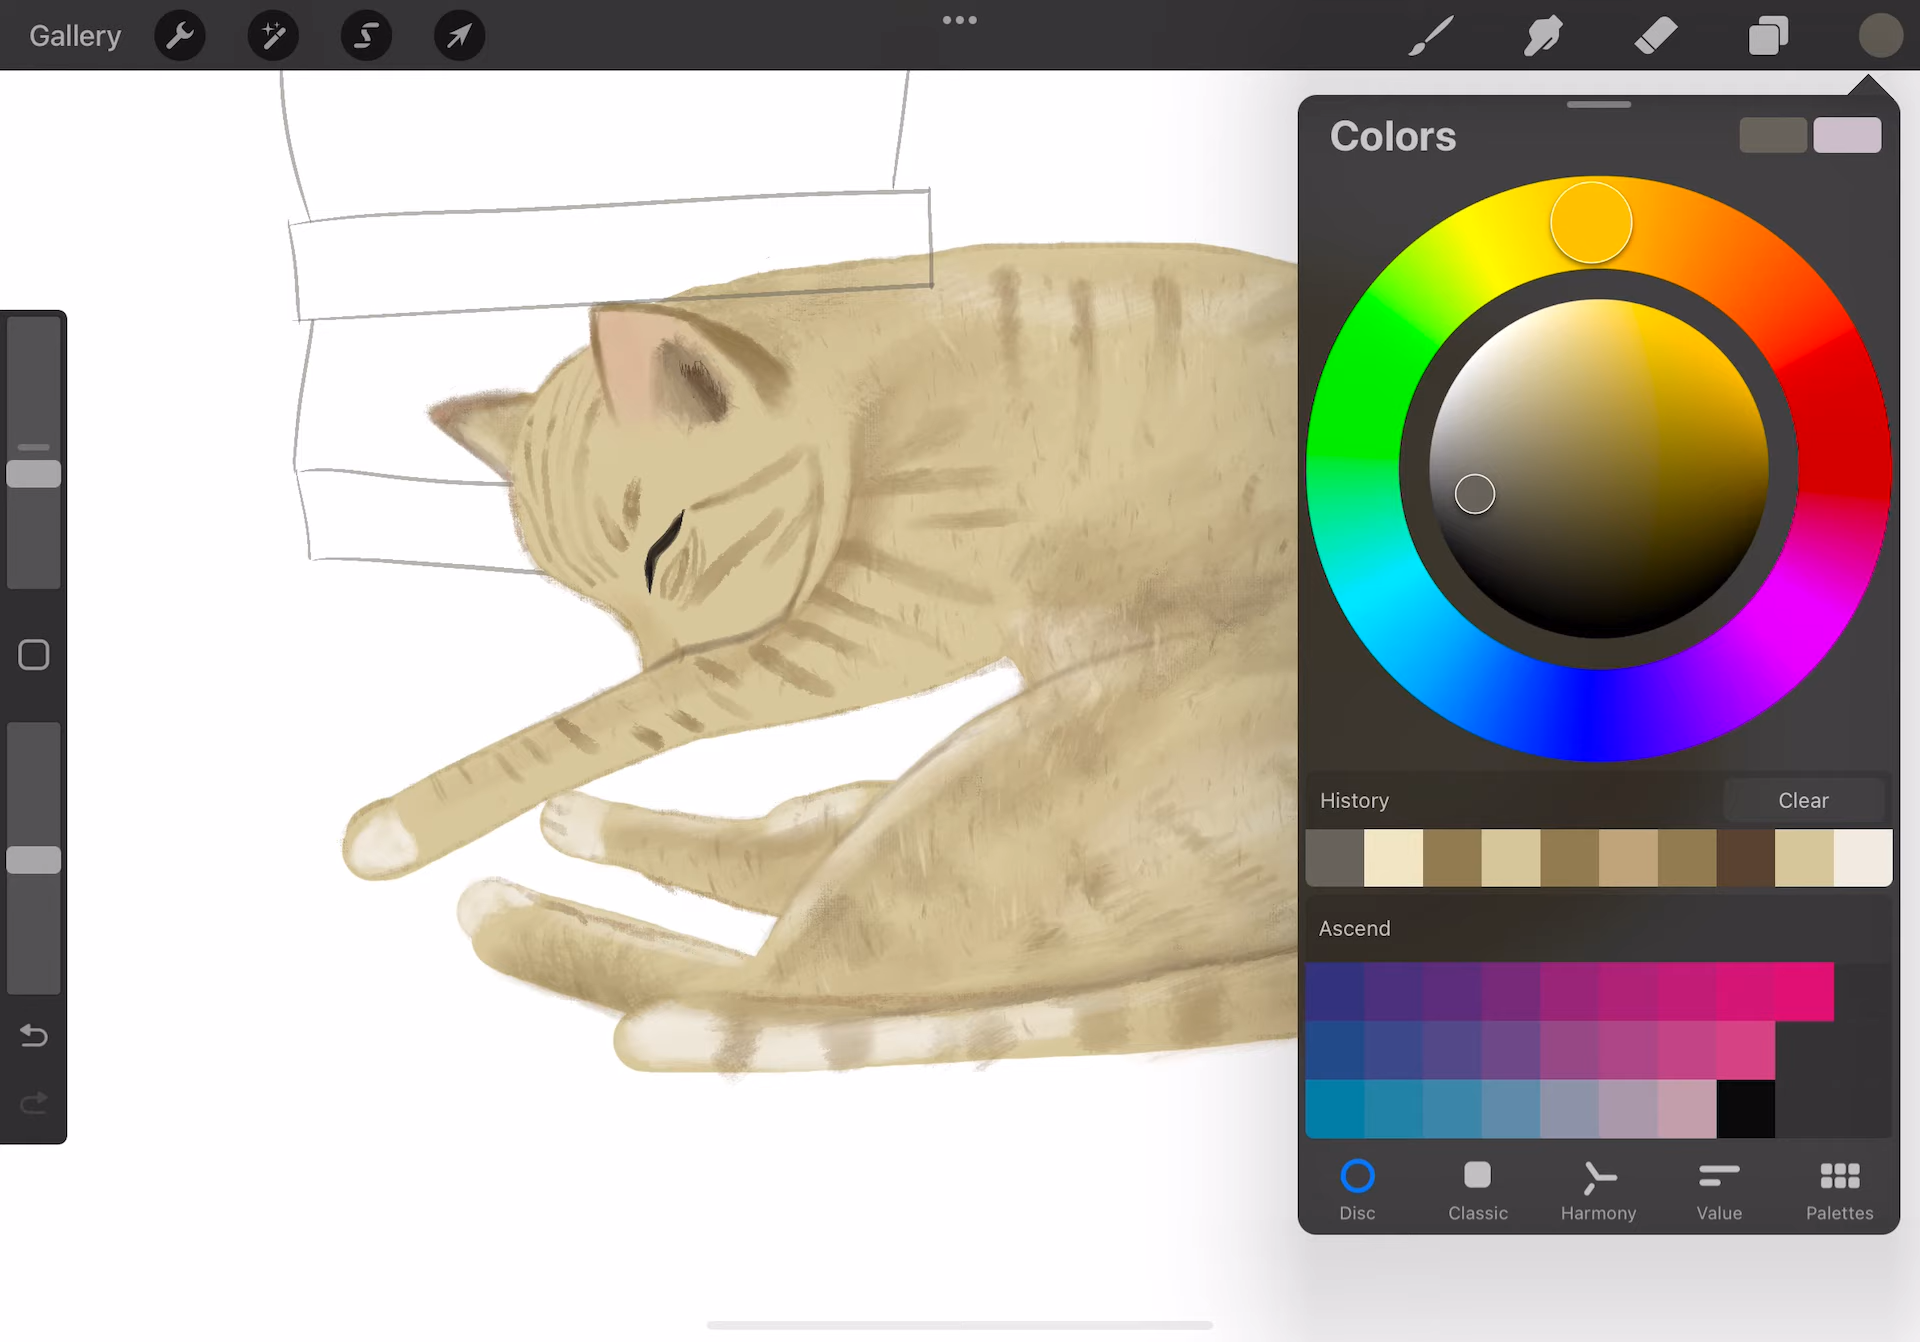 Gallery
Colors
History
Clear
Ascend
Disc
Classic
Harmony
Value
Palettes